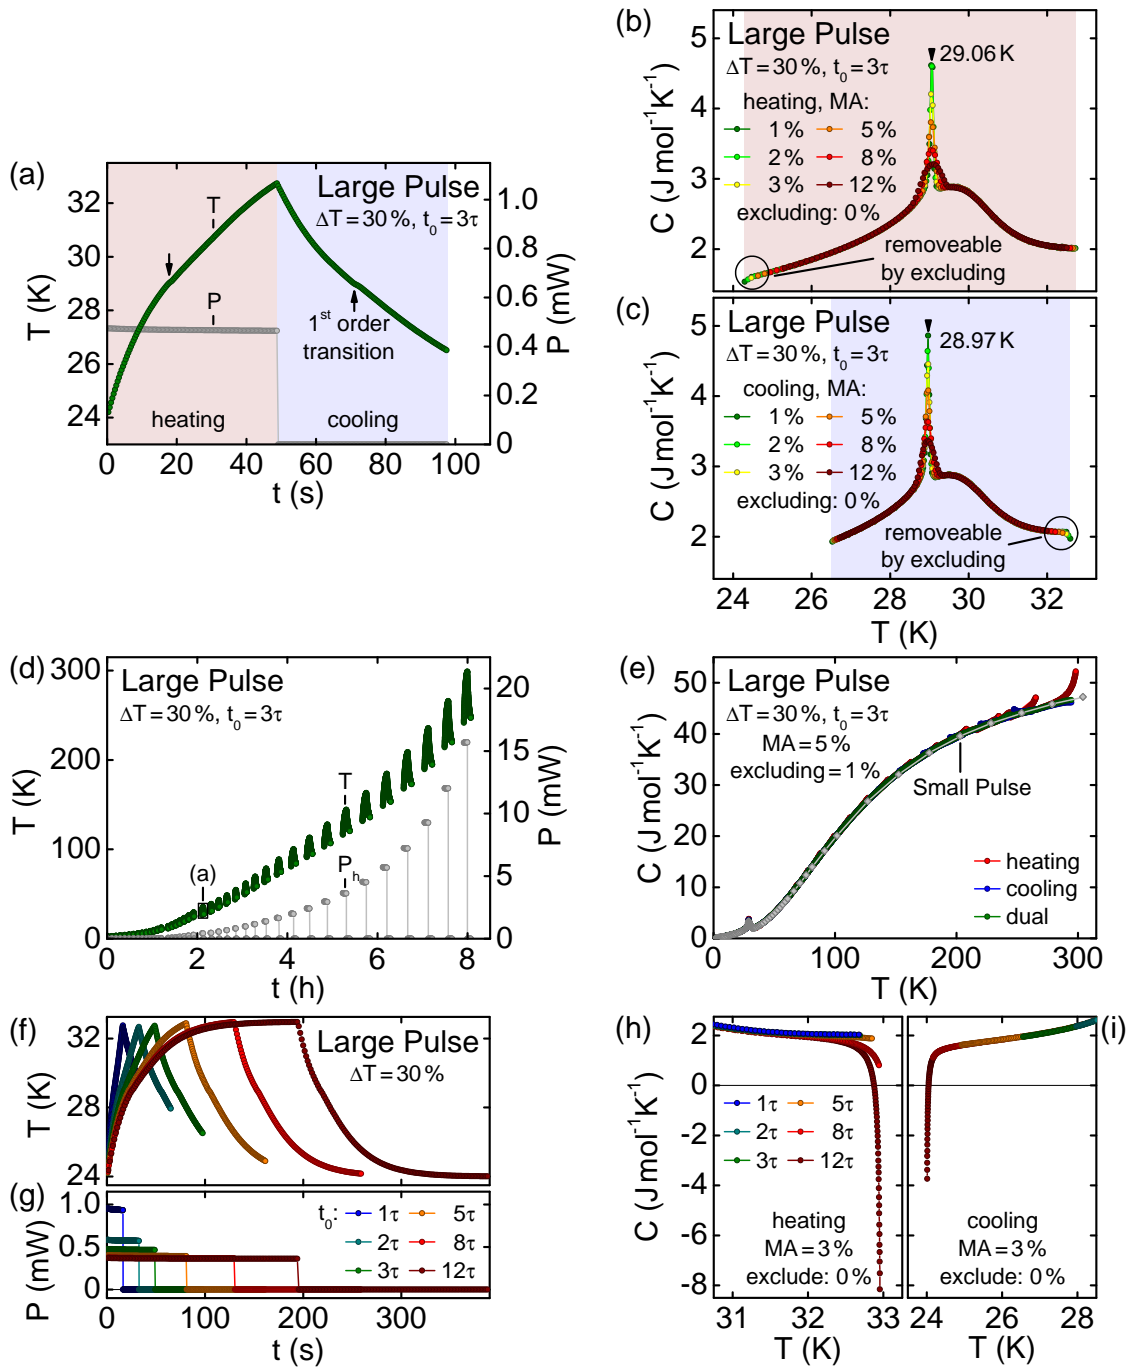 (a)
Large Pulse
ΔT = 30 %, t0 = 3τ
T
P
1st order
transition
heating
cooling
32
30
28
26
24
T (K)
1.0
0.8
0.6
0.4
0.2
0
P (mW)
0 20 40 60 80 100
t (s)
(b)
Large Pulse
ΔT = 30 %, t0 = 3τ
29.06 K
heating, MA:
1 % 5 %
2 % 8 %
3 % 12 %
excluding: 0 %
removeable
by excluding
5
4
3
2
C (J mol-1K-1)
(c)
Large Pulse
ΔT = 30 %, t0 = 3τ
28.97 K
cooling, MA:
1 % 5 %
2 % 8 %
3 % 12 %
excluding: 0 %
removeable
by excluding
5
4
3
2
C (J mol-1K-1)
24 26 28 30 32
T (K)
(d)
Large Pulse
ΔT = 30 %, t0 = 3τ
T
Ph
(a)
300
200
100
0
T (K)
20
15
10
5
0
P (mW)
0 2 4 6 8
t (h)
(e)
Large Pulse
ΔT = 30 %, t0 = 3τ
MA = 5 %
excluding = 1 %
Small Pulse
heating
cooling
dual
50
40
30
20
10
0
C (J mol-1K-1)
0 100 200 300
T (K)
(f)
Large Pulse
ΔT = 30 %
32
28
24
T (K)
(g)
t0: 1τ 5τ
2τ 8τ
3τ 12τ
1.0
0.5
0
P (mW)
0 100 200 300
t (s)
(h)
1τ 5τ
2τ 8τ
3τ 12τ
heating
MA = 3 %
exclude: 0 %
2
0
-2
-4
-6
-8
C (J mol-1K-1)
31 32 33
T (K)
(i)
cooling
MA = 3 %
exclude: 0 %
24 26 28
T (K)